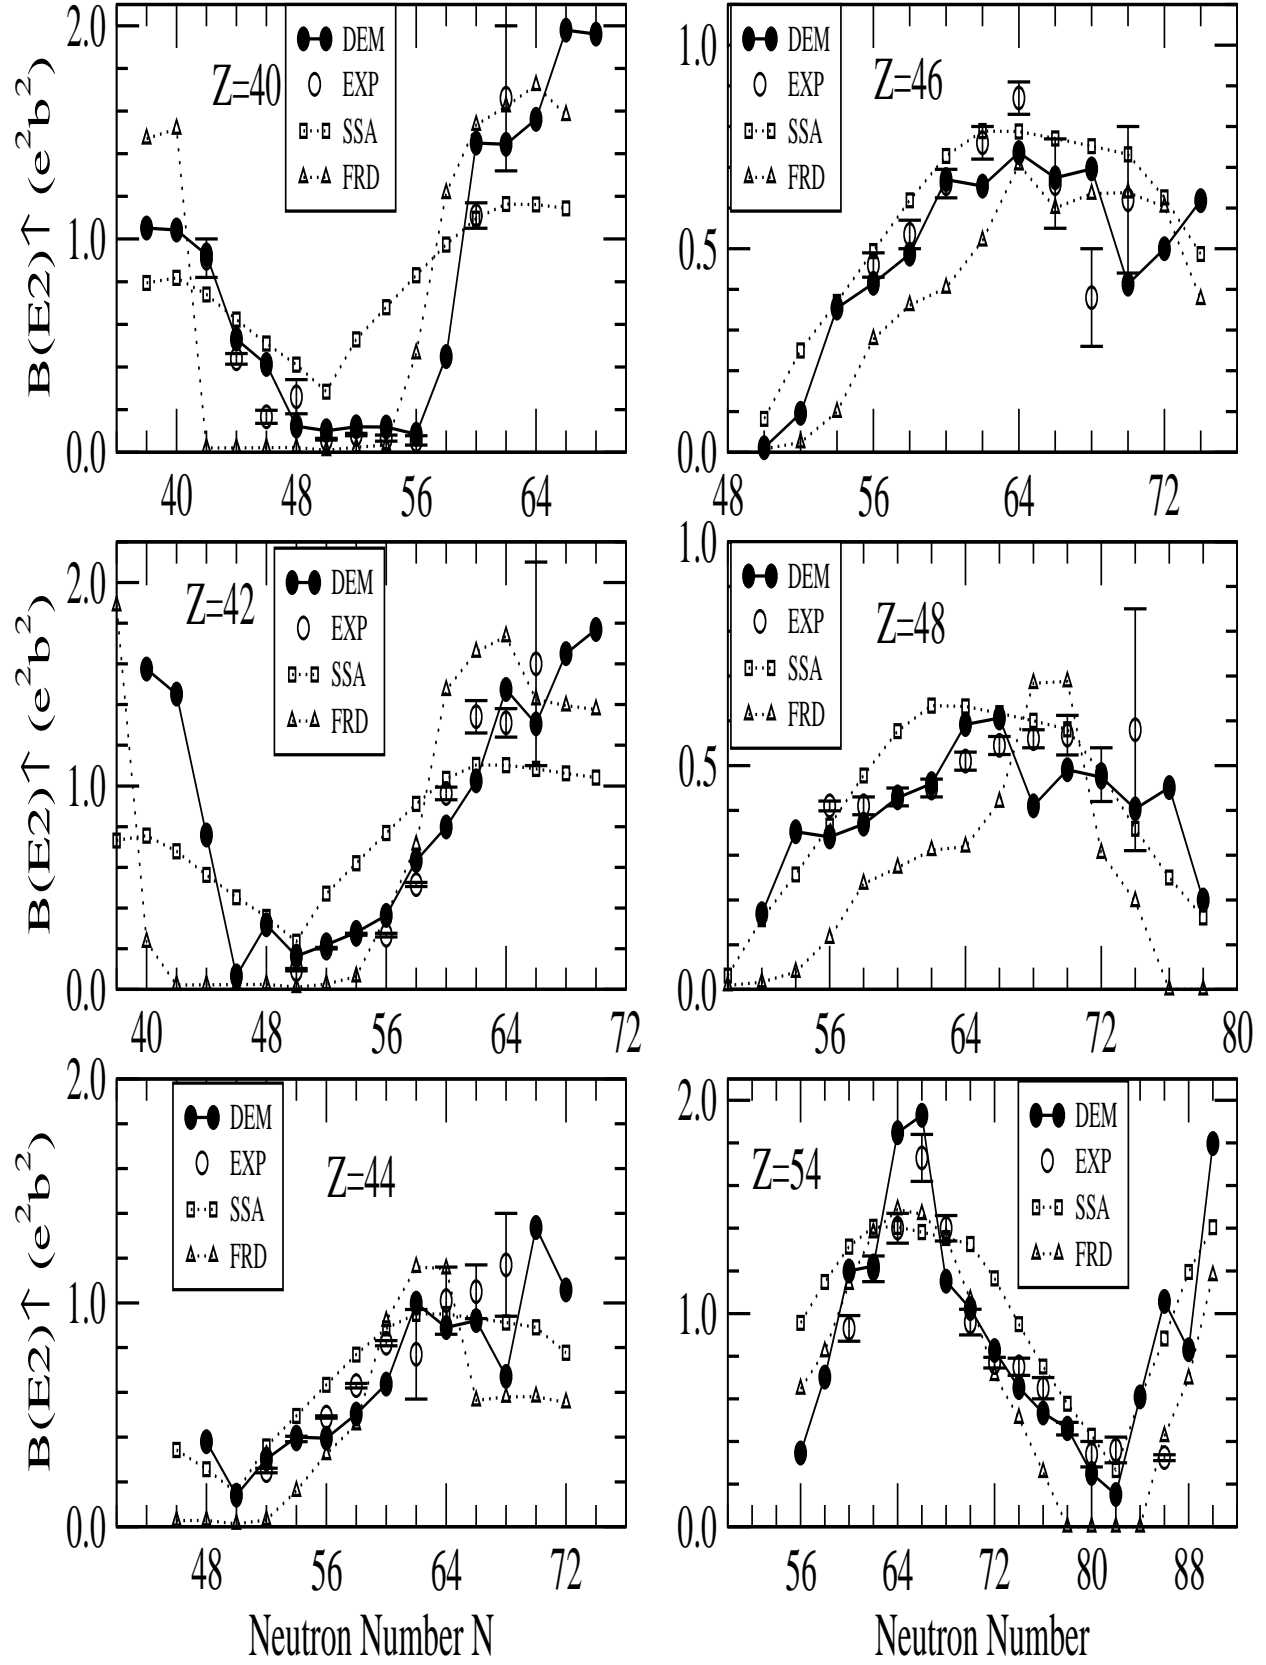 B(E2)↑ (e²b²)
2.0
1.0
0.0
Z=40
DEM
EXP
SSA
FRD
40
48
56
64
1.0
0.5
0.0
Z=46
DEM
EXP
SSA
FRD
48
56
64
72
B(E2)↑ (e²b²)
2.0
1.0
0.0
Z=42
DEM
EXP
SSA
FRD
40
48
56
64
72
1.0
0.5
0.0
Z=48
DEM
EXP
SSA
FRD
56
64
72
80
B(E2)↑ (e²b²)
2.0
1.0
0.0
Z=44
DEM
EXP
SSA
FRD
48
56
64
72
Neutron Number N
2.0
1.0
0.0
Z=54
DEM
EXP
SSA
FRD
56
64
72
80
88
Neutron Number